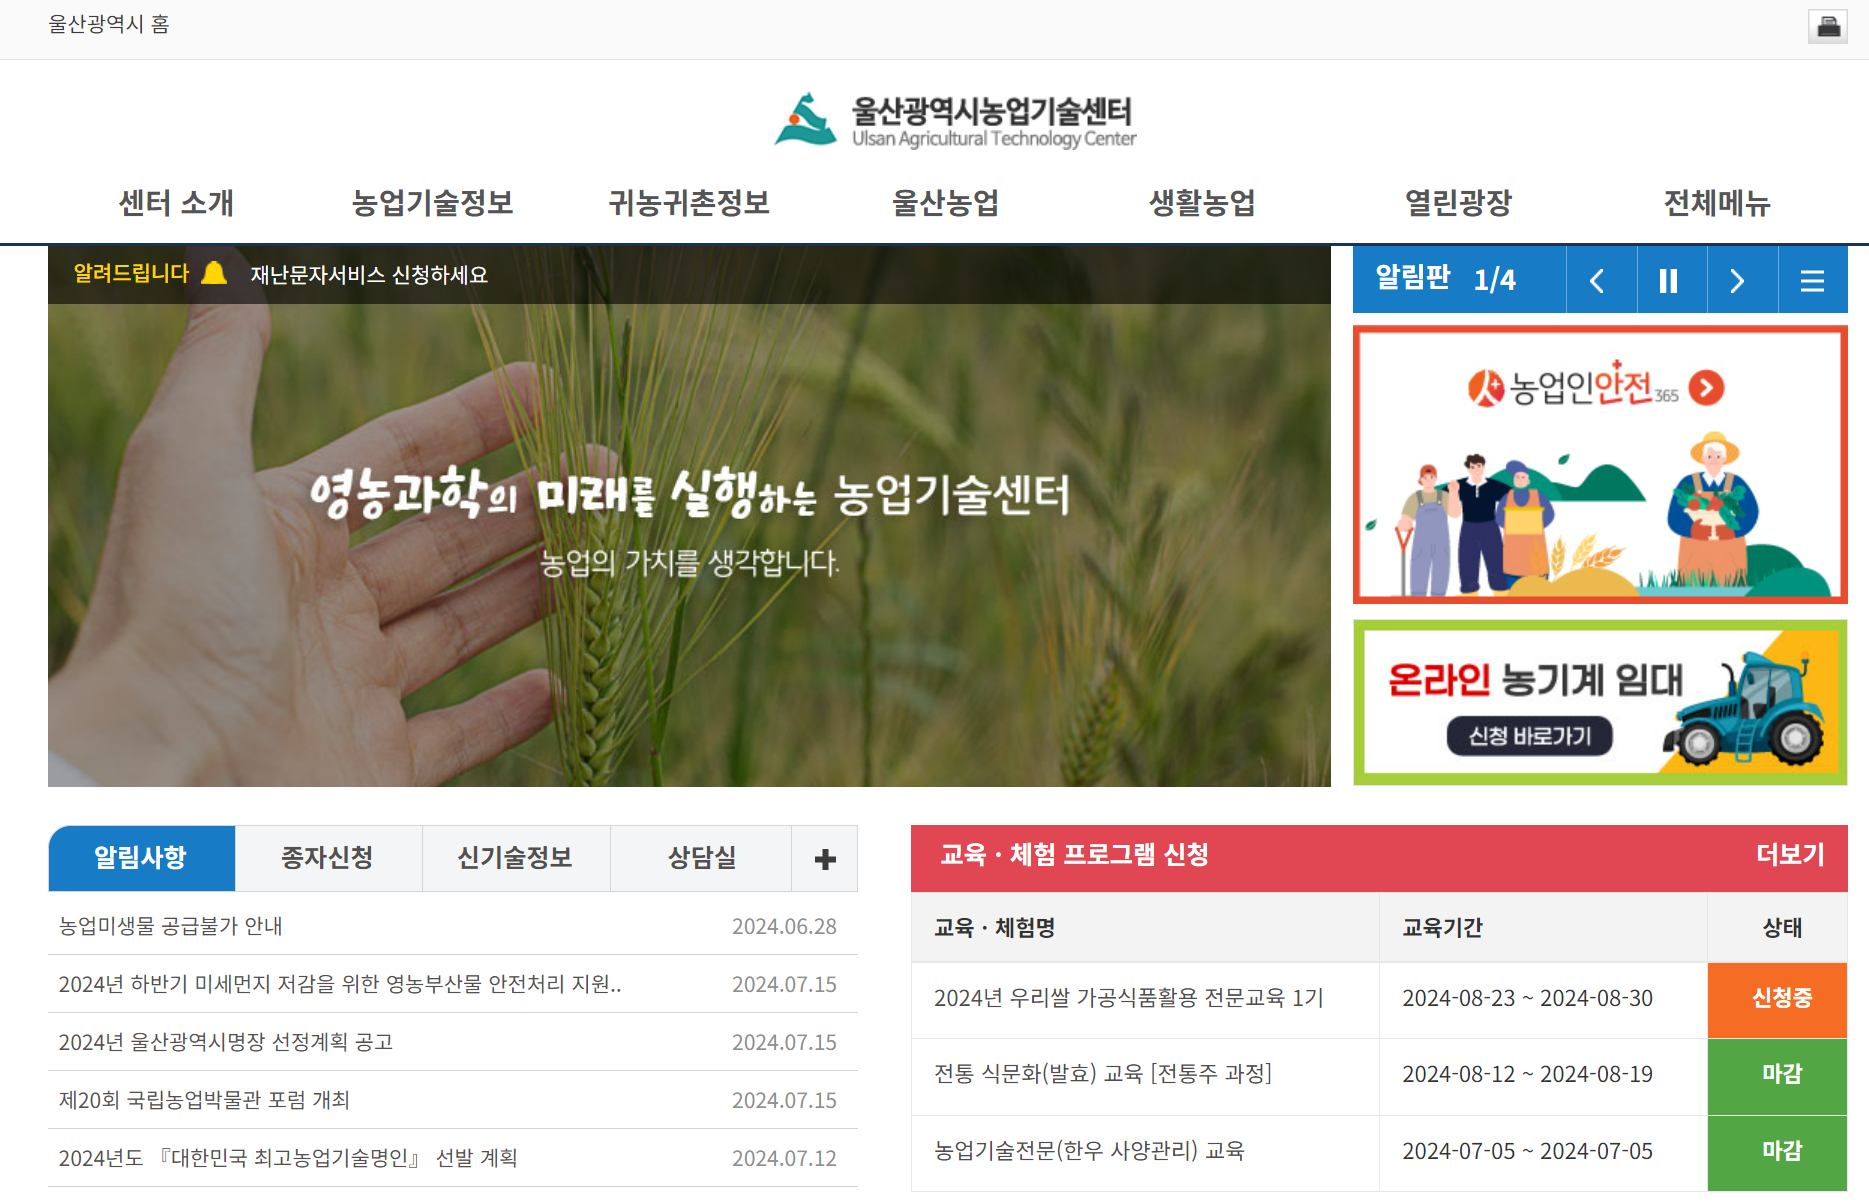 울산광역시 홈
울산광역시농업기술센터
Ulsan Agricultural Technology Center
센터 소개 농업기술정보 귀농귀촌정보 울산농업 생활농업 열린광장 전체메뉴
알려드립니다 재난문자서비스 신청하세요
알림판 1/4
농업인안전365
영농과학의 미래를 실행하는 농업기술센터
농업의 가치를 생각합니다.
온라인 농기계 임대
신청 바로가기
알림사항 종자신청 신기술정보 상담실
농업미생물 공급불가 안내 2024.06.28
2024년 하반기 미세먼지 저감을 위한 영농부산물 안전처리 지원.. 2024.07.15
2024년 울산광역시명장 선정계획 공고 2024.07.15
제20회 국립농업박물관 포럼 개최 2024.07.15
2024년도 『대한민국 최고농업기술명인』 선발 계획 2024.07.12
교육 · 체험 프로그램 신청 더보기
교육 · 체험명 교육기간 상태
2024년 우리쌀 가공식품활용 전문교육 1기 2024-08-23 ~ 2024-08-30 신청중
전통 식문화(발효) 교육 [전통주 과정] 2024-08-12 ~ 2024-08-19 마감
농업기술전문(한우 사양관리) 교육 2024-07-05 ~ 2024-07-05 마감